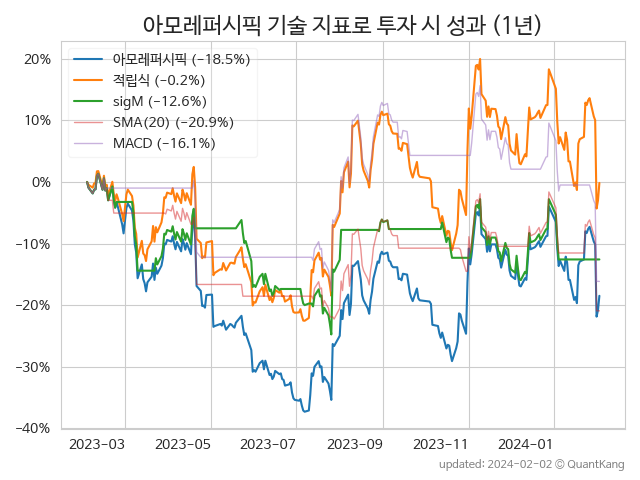 아모레퍼시픽 기술 지표로 투자 시 성과 (1년)
아모레퍼시픽 (−18.5%)
적립식 (−0.2%)
sigM (−12.6%)
SMA(20) (−20.9%)
MACD (−16.1%)
20%
10%
0%
−10%
−20%
−30%
−40%
2023-03 2023-05 2023-07 2023-09 2023-11 2024-01
updated: 2024-02-02 © QuantKang